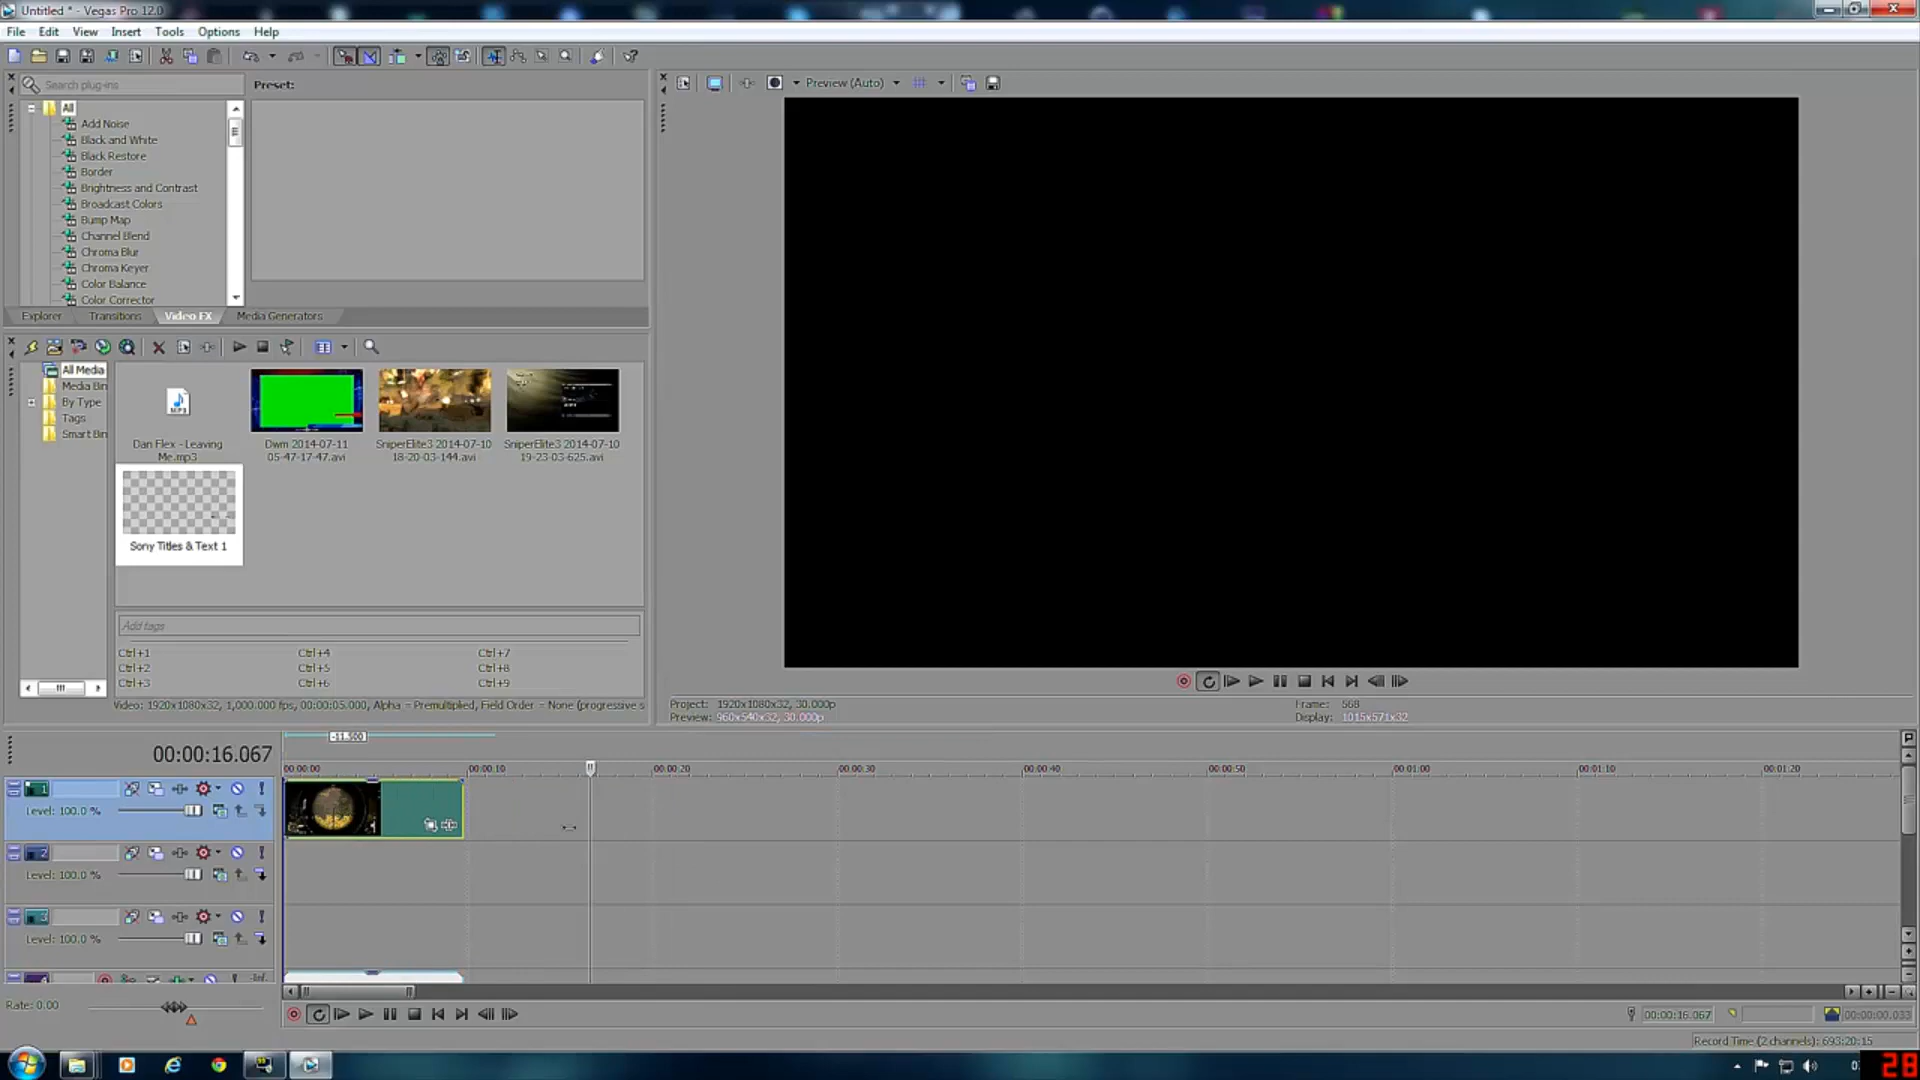 Untitled * - Vegas Pro 12.0
File Edit View Insert Tools Options Help
Search plug-ins
Preset:
All
Add Noise
Black and White
Black Restore
Border
Brightness and Contrast
Broadcast Colors
Bump Map
Channel Blend
Chroma Blur
Chroma Keyer
Color Balance
Color Corrector
Explorer Transitions Video FX Media Generators
Preview (Auto)
All Media
Media Bin
By Type
Tags
Smart Bin
Dan Flex - Leaving
Me.mp3
Dwm 2014-07-11
05-47-17-47.avi
SniperElite3 2014-07-10
18-20-03-144.avi
SniperElite3 2014-07-10
19-23-03-625.avi
Sony Titles & Text 1
Add tags
Ctrl+1 Ctrl+4 Ctrl+7
Ctrl+2 Ctrl+5 Ctrl+8
Ctrl+3 Ctrl+6 Ctrl+9
Video: 1920x1080x32, 1,000.000 fps, 00:00:05.000, Alpha = Premultiplied, Field Order = None (progressive s
Project: 1920x1080x32, 30.000p
Preview: 960x540x32, 30.000p
Frame: 568
Display: 1015x571x32
-11.500
00:00:16.067
00:00:00 00:00:10 00:00:20 00:00:30 00:00:40 00:00:50 00:01:00 00:01:10 00:01:20
1
Level: 100.0 %
2
Level: 100.0 %
3
Level: 100.0 %
-Inf.
Rate: 0.00
00:00:16.067
00:00:00.033
Record Time (2 channels): 693:20:15
28